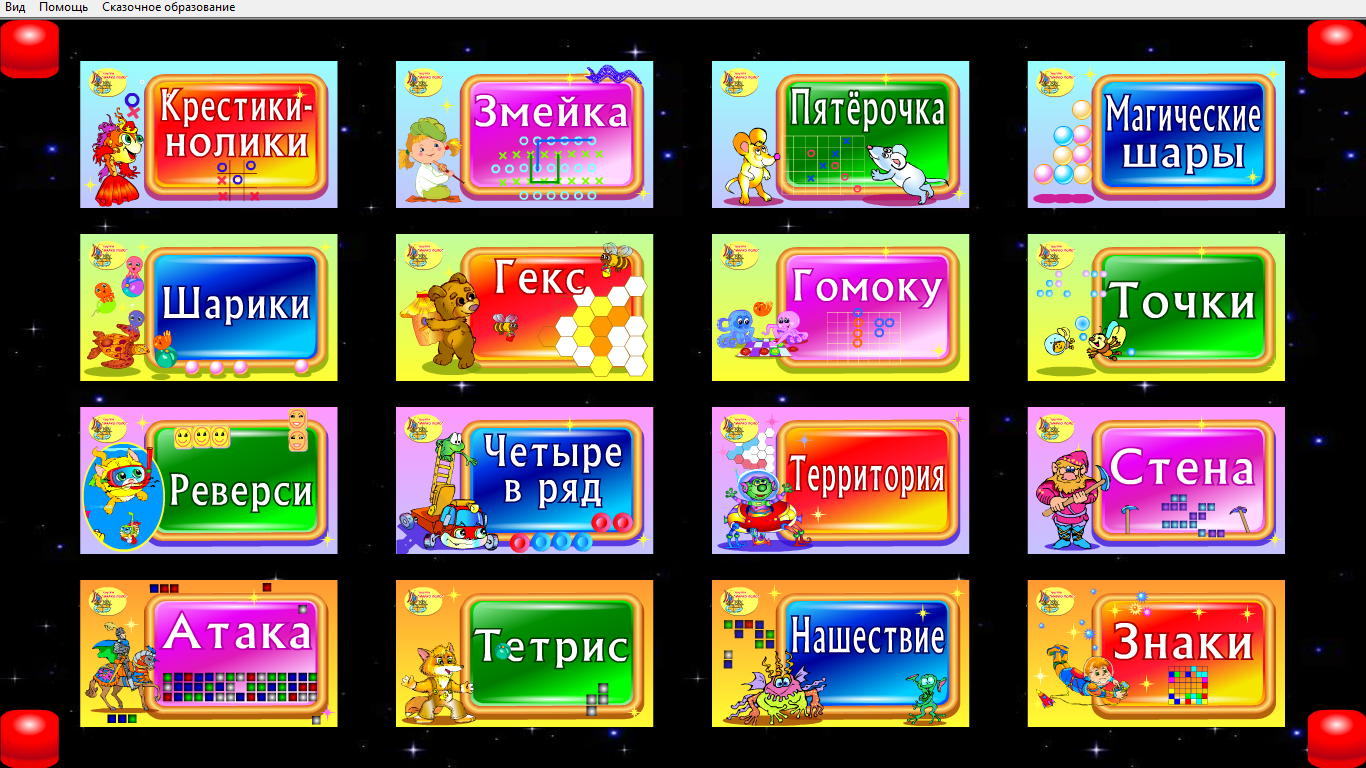 Вид Помощь Сказочное образование
Крестики-
нолики
Змейка
Пятёрочка
Магические
шары
Шарики
Гекс
Гомоку
Точки
Реверси
Четыре
в ряд
Территория
Стена
Атака
Тетрис
Нашествие
Знаки